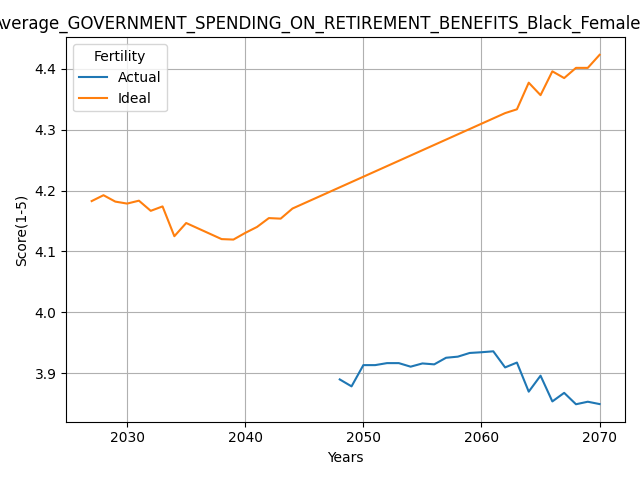 Average_GOVERNMENT_SPENDING_ON_RETIREMENT_BENEFITS_Black_Female
Fertility
Actual
Ideal
4.4
4.3
4.2
4.1
4.0
3.9
Score(1-5)
2030 2040 2050 2060 2070
Years